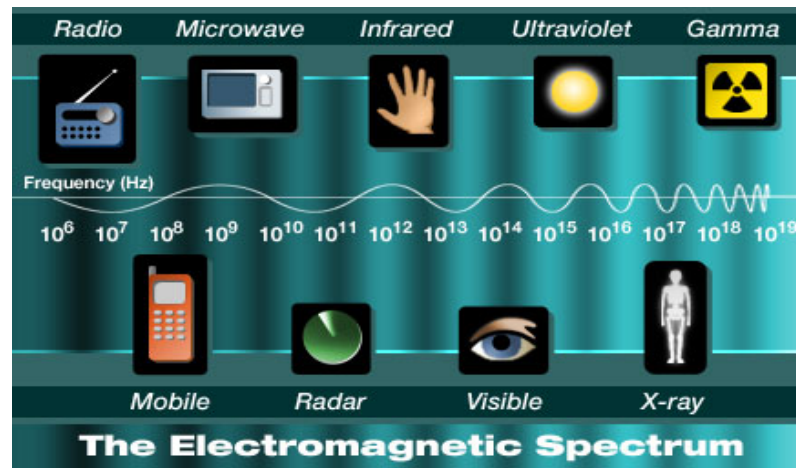 Radio Microwave Infrared Ultraviolet Gamma
Frequency (Hz)
10⁶ 10⁷ 10⁸ 10⁹ 10¹⁰ 10¹¹ 10¹² 10¹³ 10¹⁴ 10¹⁵ 10¹⁶ 10¹⁷ 10¹⁸ 10¹⁹
Mobile Radar Visible X-ray
The Electromagnetic Spectrum